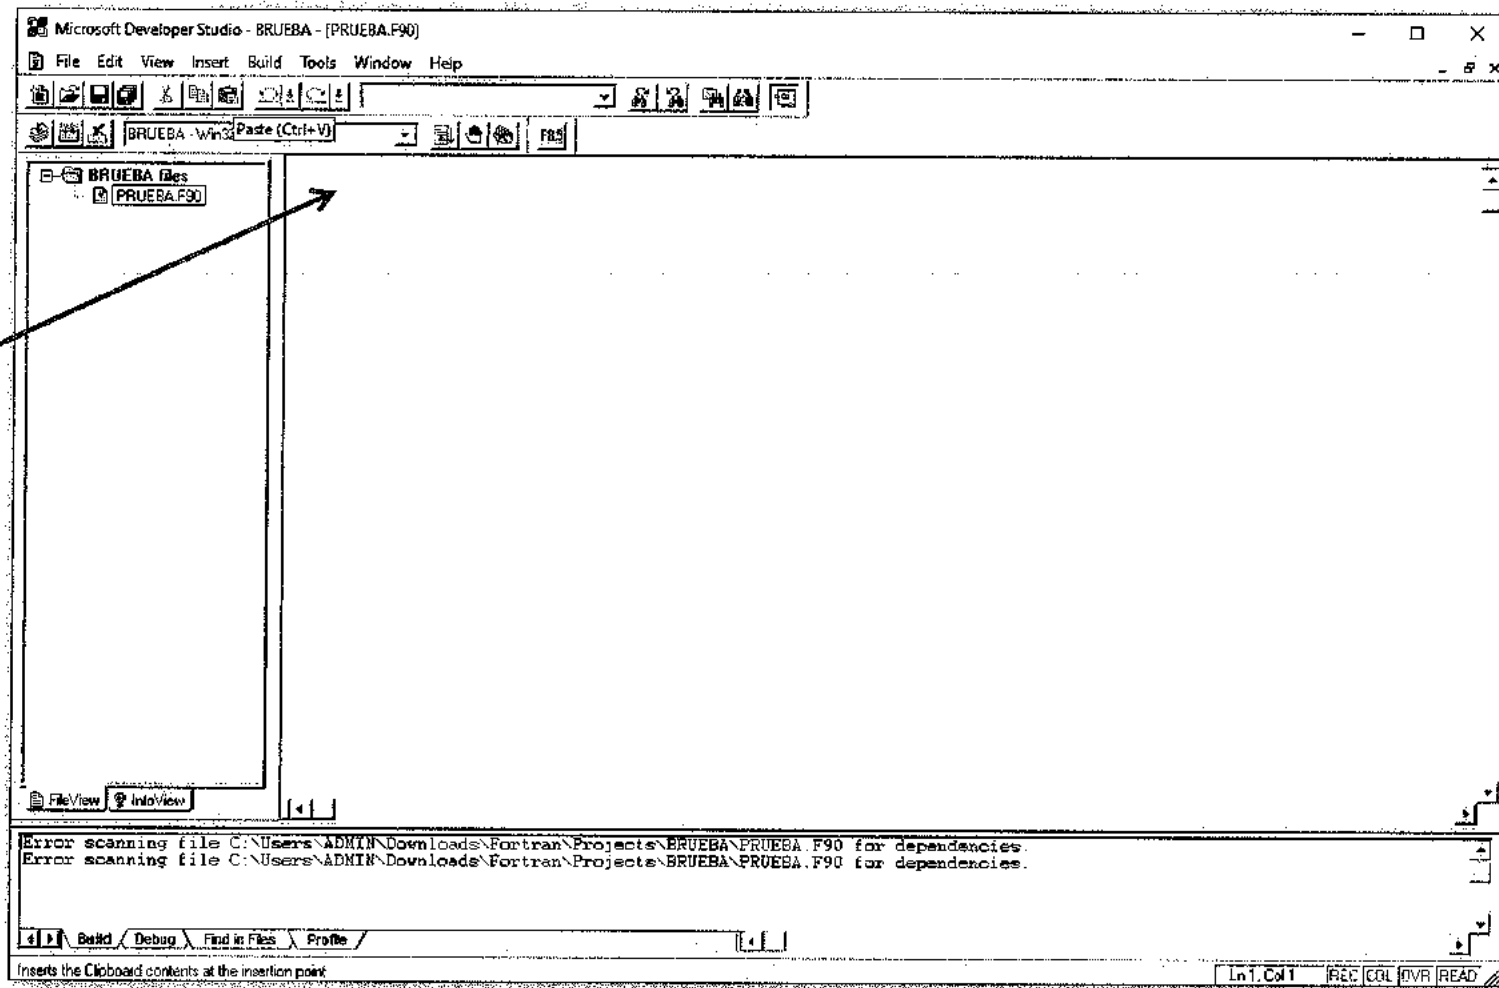 Microsoft Developer Studio - BRUEBA - [PRUEBA.F90]
File Edit View Insert Build Tools Window Help
BRUEBA - Win32 Paste (Ctrl+V)
BRUEBA files
PRUEBA.F90
FileView InfoView
Error scanning file C:\Users\ADMIN\Downloads\Fortran\Projects\BRUEBA\PRUEBA.F90 for dependencies.
Error scanning file C:\Users\ADMIN\Downloads\Fortran\Projects\BRUEBA\PRUEBA.F90 for dependencies.
Build Debug Find in Files Profile
Inserts the Clipboard contents at the insertion point
Ln 1, Col 1 REC COL OVR READ